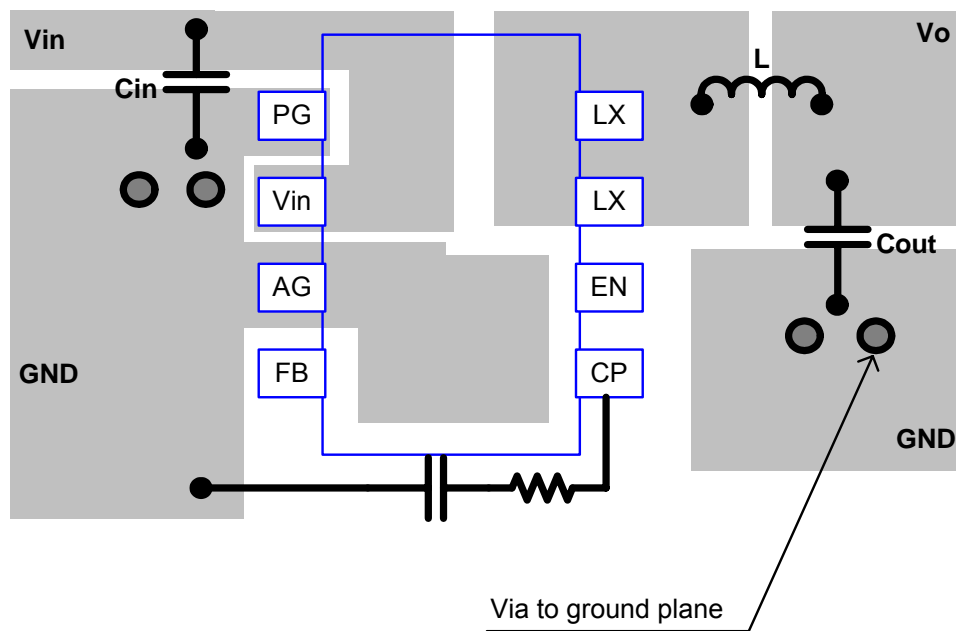 Vin
Vo
L
Cin
PG
LX
Vin
LX
Cout
AG
EN
GND
FB
CP
GND
Via to ground plane